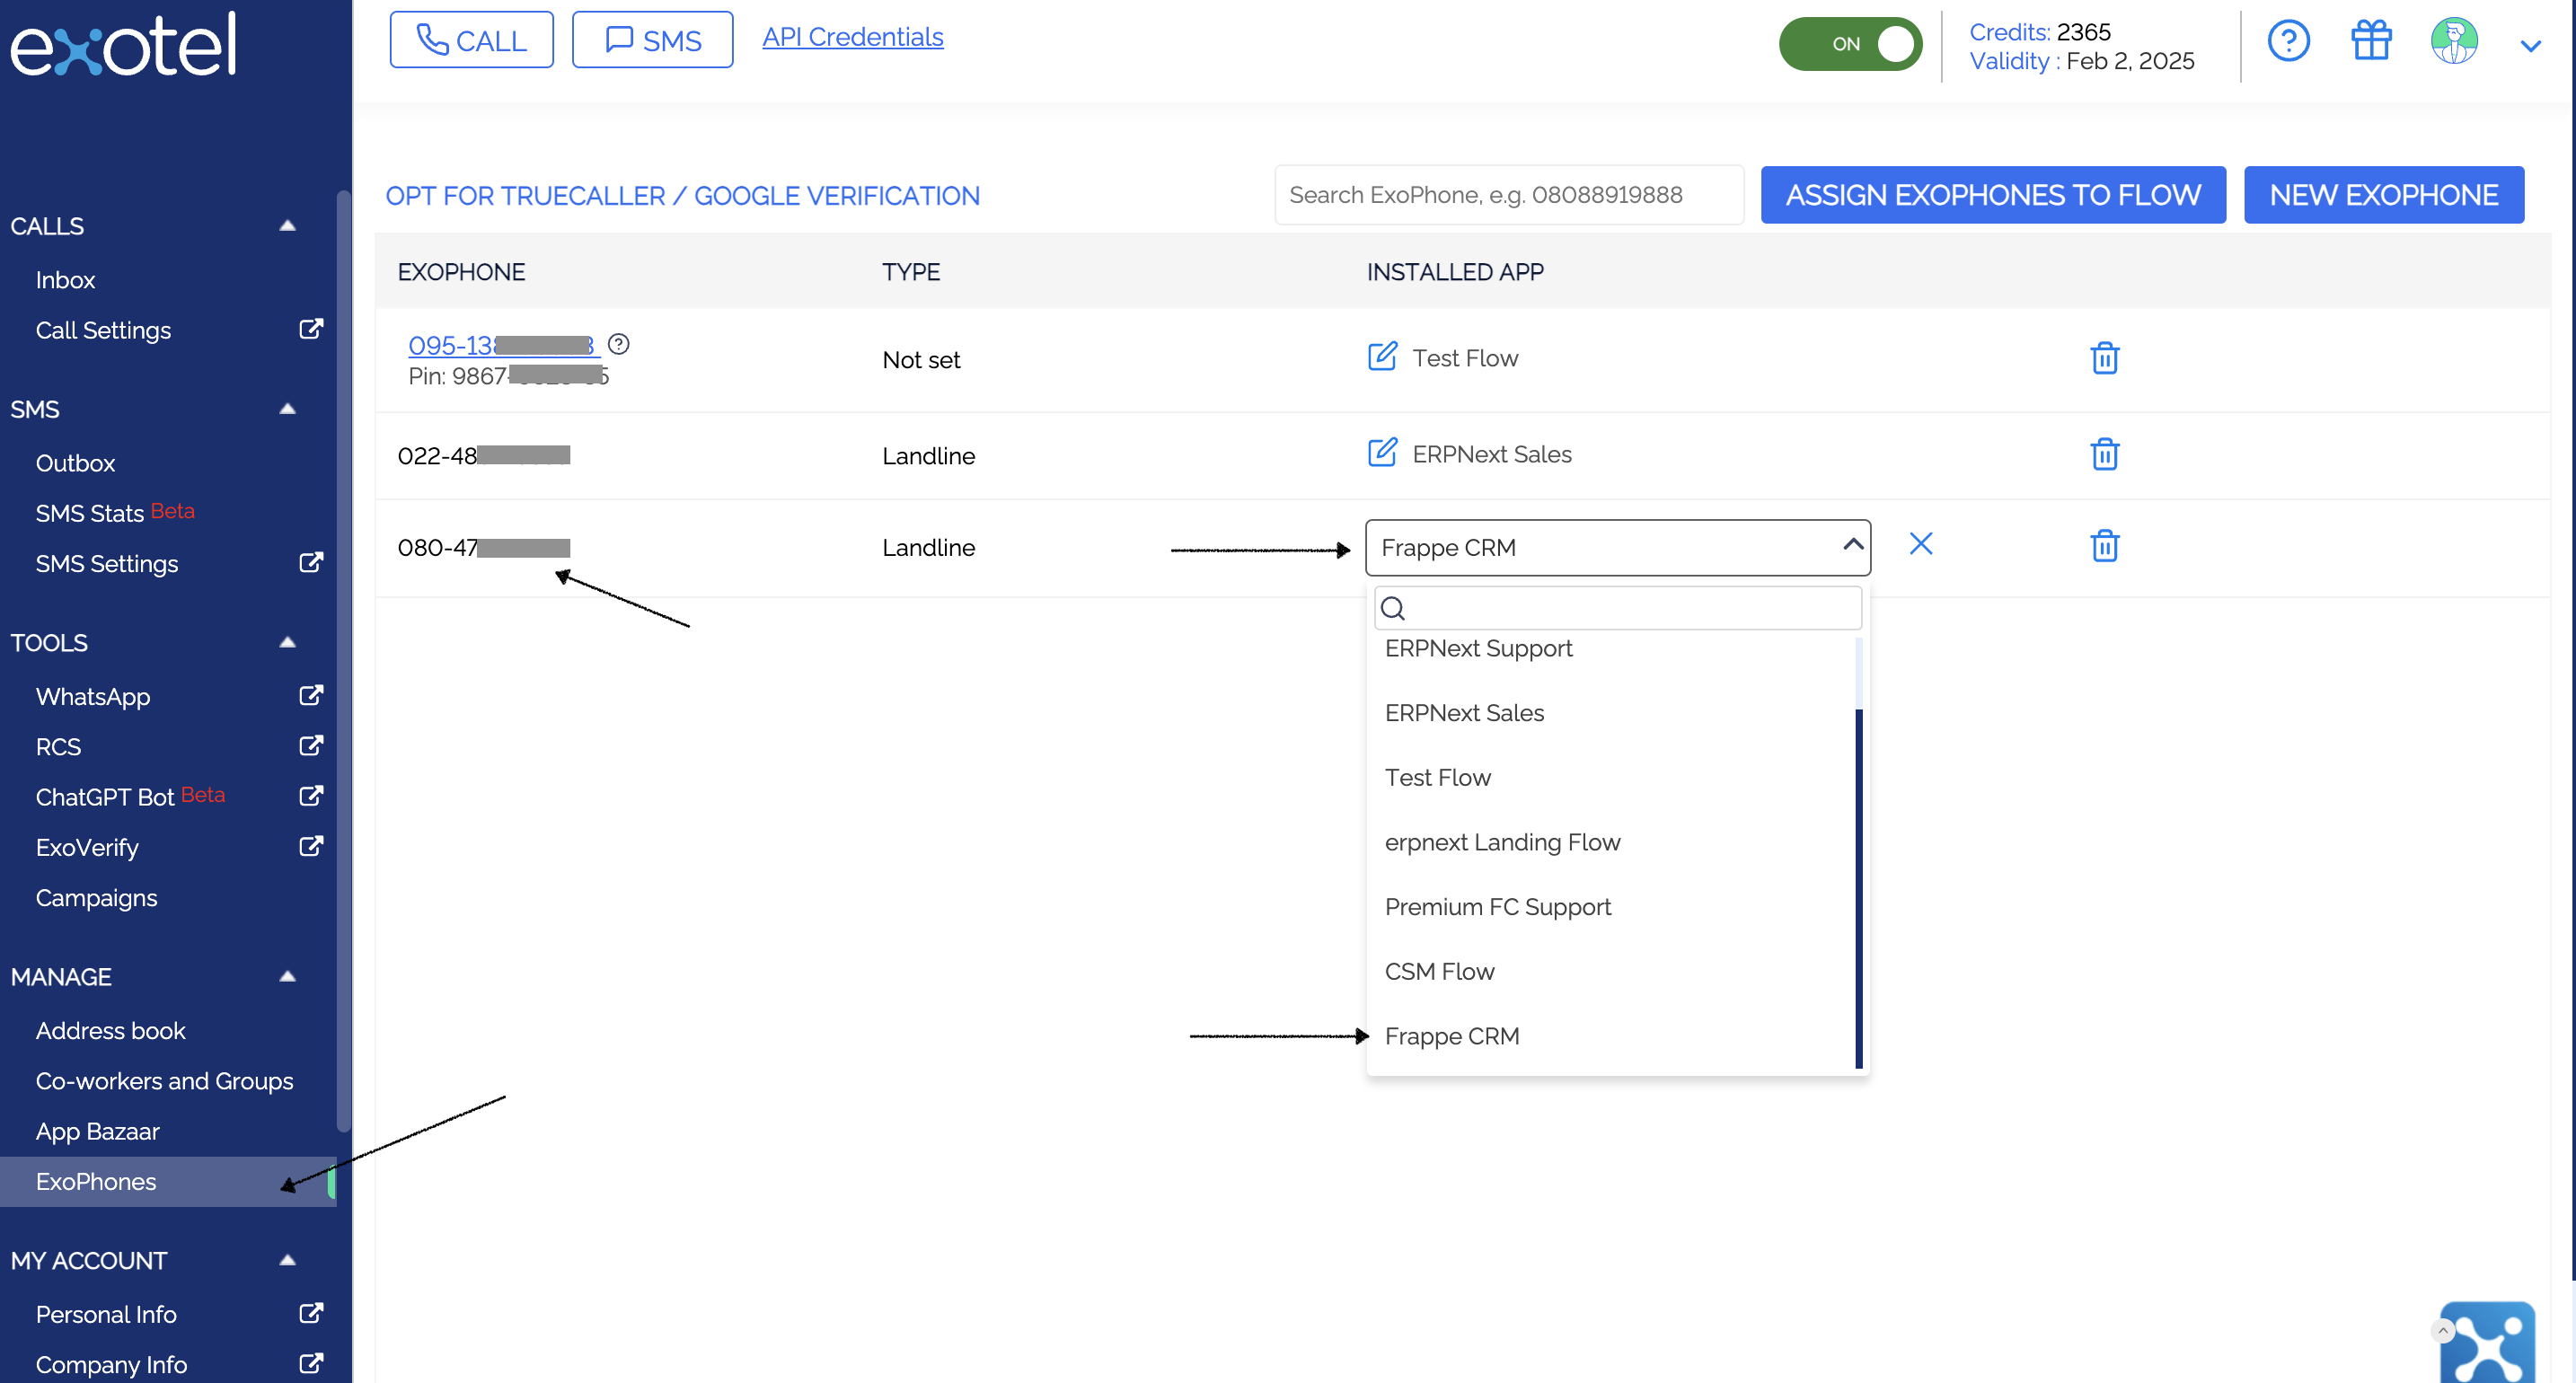 exotel
CALL
SMS
API Credentials
ON
Credits: 2365
Validity : Feb 2, 2025
CALLS
Inbox
Call Settings
SMS
Outbox
SMS Stats Beta
SMS Settings
TOOLS
WhatsApp
RCS
ChatGPT Bot Beta
ExoVerify
Campaigns
MANAGE
Address book
Co-workers and Groups
App Bazaar
ExoPhones
MY ACCOUNT
Personal Info
Company Info
OPT FOR TRUECALLER / GOOGLE VERIFICATION
Search ExoPhone, e.g. 08088919888
ASSIGN EXOPHONES TO FLOW
NEW EXOPHONE
EXOPHONE TYPE INSTALLED APP
095-13
Pin: 9867-
Not set
Test Flow
022-48
Landline
ERPNext Sales
080-47
Landline
Frappe CRM
ERPNext Support
ERPNext Sales
Test Flow
erpnext Landing Flow
Premium FC Support
CSM Flow
Frappe CRM